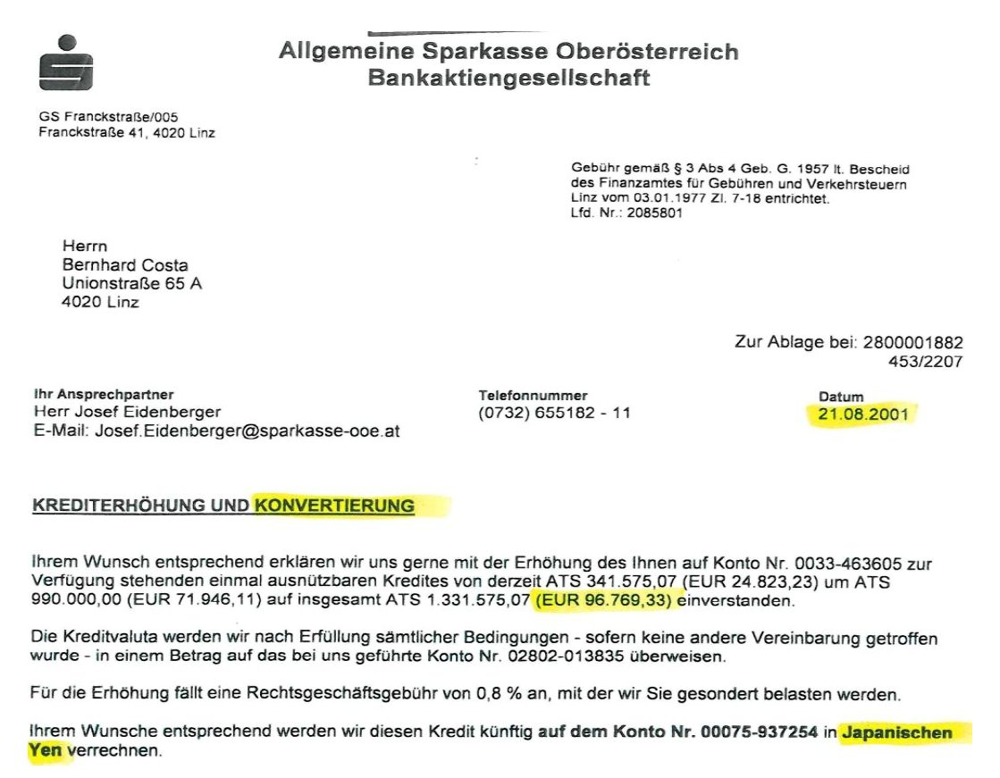 Allgemeine Sparkasse Oberösterreich
Bankaktiengesellschaft
GS Franckstraße/005
Franckstraße 41, 4020 Linz
Gebühr gemäß § 3 Abs 4 Geb. G. 1957 lt. Bescheid
des Finanzamtes für Gebühren und Verkehrsteuern
Linz vom 03.01.1977 Zl. 7-18 entrichtet.
Lfd. Nr.: 2085801
Herrn
Bernhard Costa
Unionstraße 65 A
4020 Linz
Zur Ablage bei: 2800001882
453/2207
Ihr Ansprechpartner
Herr Josef Eidenberger
E-Mail: Josef.Eidenberger@sparkasse-ooe.at
Telefonnummer
(0732) 655182 - 11
Datum
21.08.2001
KREDITERHÖHUNG UND KONVERTIERUNG
Ihrem Wunsch entsprechend erklären wir uns gerne mit der Erhöhung des Ihnen auf Konto Nr. 0033-463605 zur
Verfügung stehenden einmal ausnützbaren Kredites von derzeit ATS 341.575,07 (EUR 24.823,23) um ATS
990.000,00 (EUR 71.946,11) auf insgesamt ATS 1.331.575,07 (EUR 96.769,33) einverstanden.
Die Kreditvaluta werden wir nach Erfüllung sämtlicher Bedingungen - sofern keine andere Vereinbarung getroffen
wurde - in einem Betrag auf das bei uns geführte Konto Nr. 02802-013835 überweisen.
Für die Erhöhung fällt eine Rechtsgeschäftsgebühr von 0,8 % an, mit der wir Sie gesondert belasten werden.
Ihrem Wunsche entsprechend werden wir diesen Kredit künftig auf dem Konto Nr. 00075-937254 in Japanischen
Yen verrechnen.